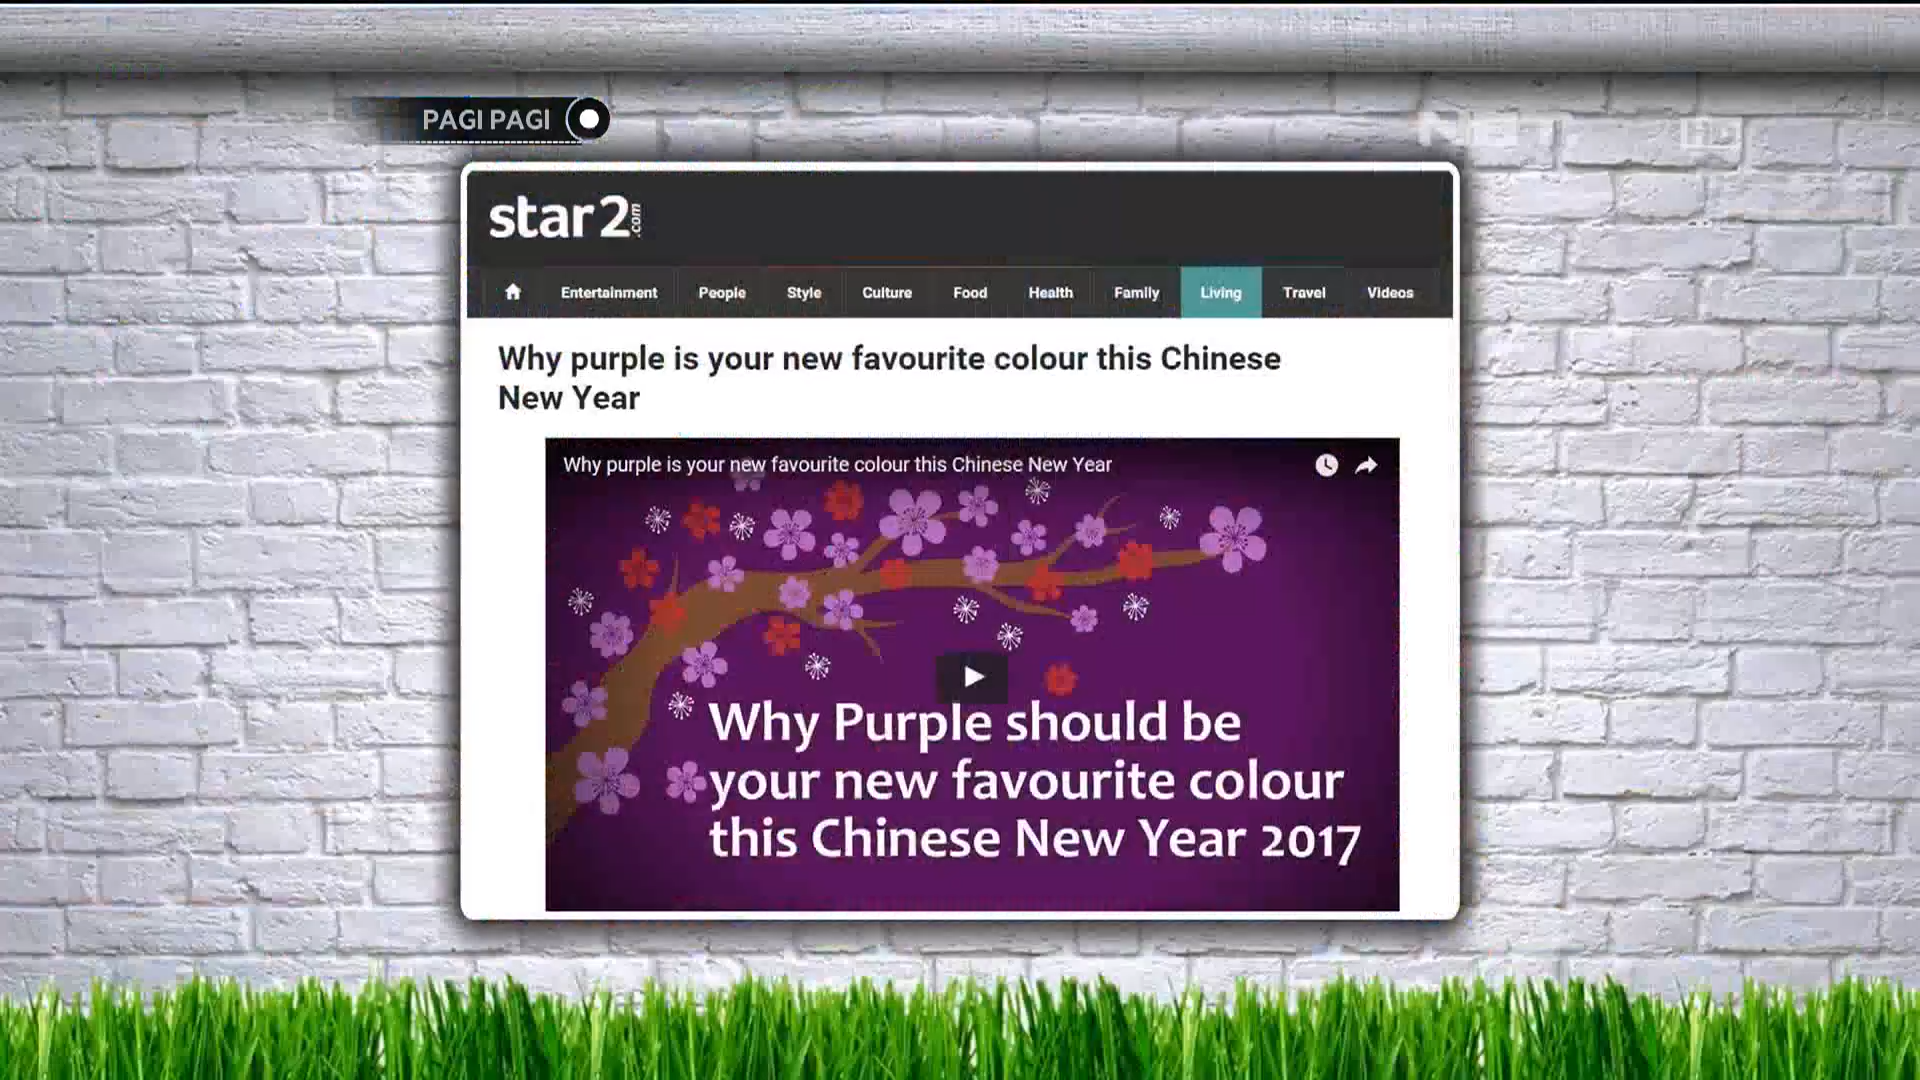 PAGI PAGI
NET
HD
star2.com
Entertainment People Style Culture Food Health Family Living Travel Videos
Why purple is your new favourite colour this Chinese
New Year
Why purple is your new favourite colour this Chinese New Year
Why Purple should be
your new favourite colour
this Chinese New Year 2017